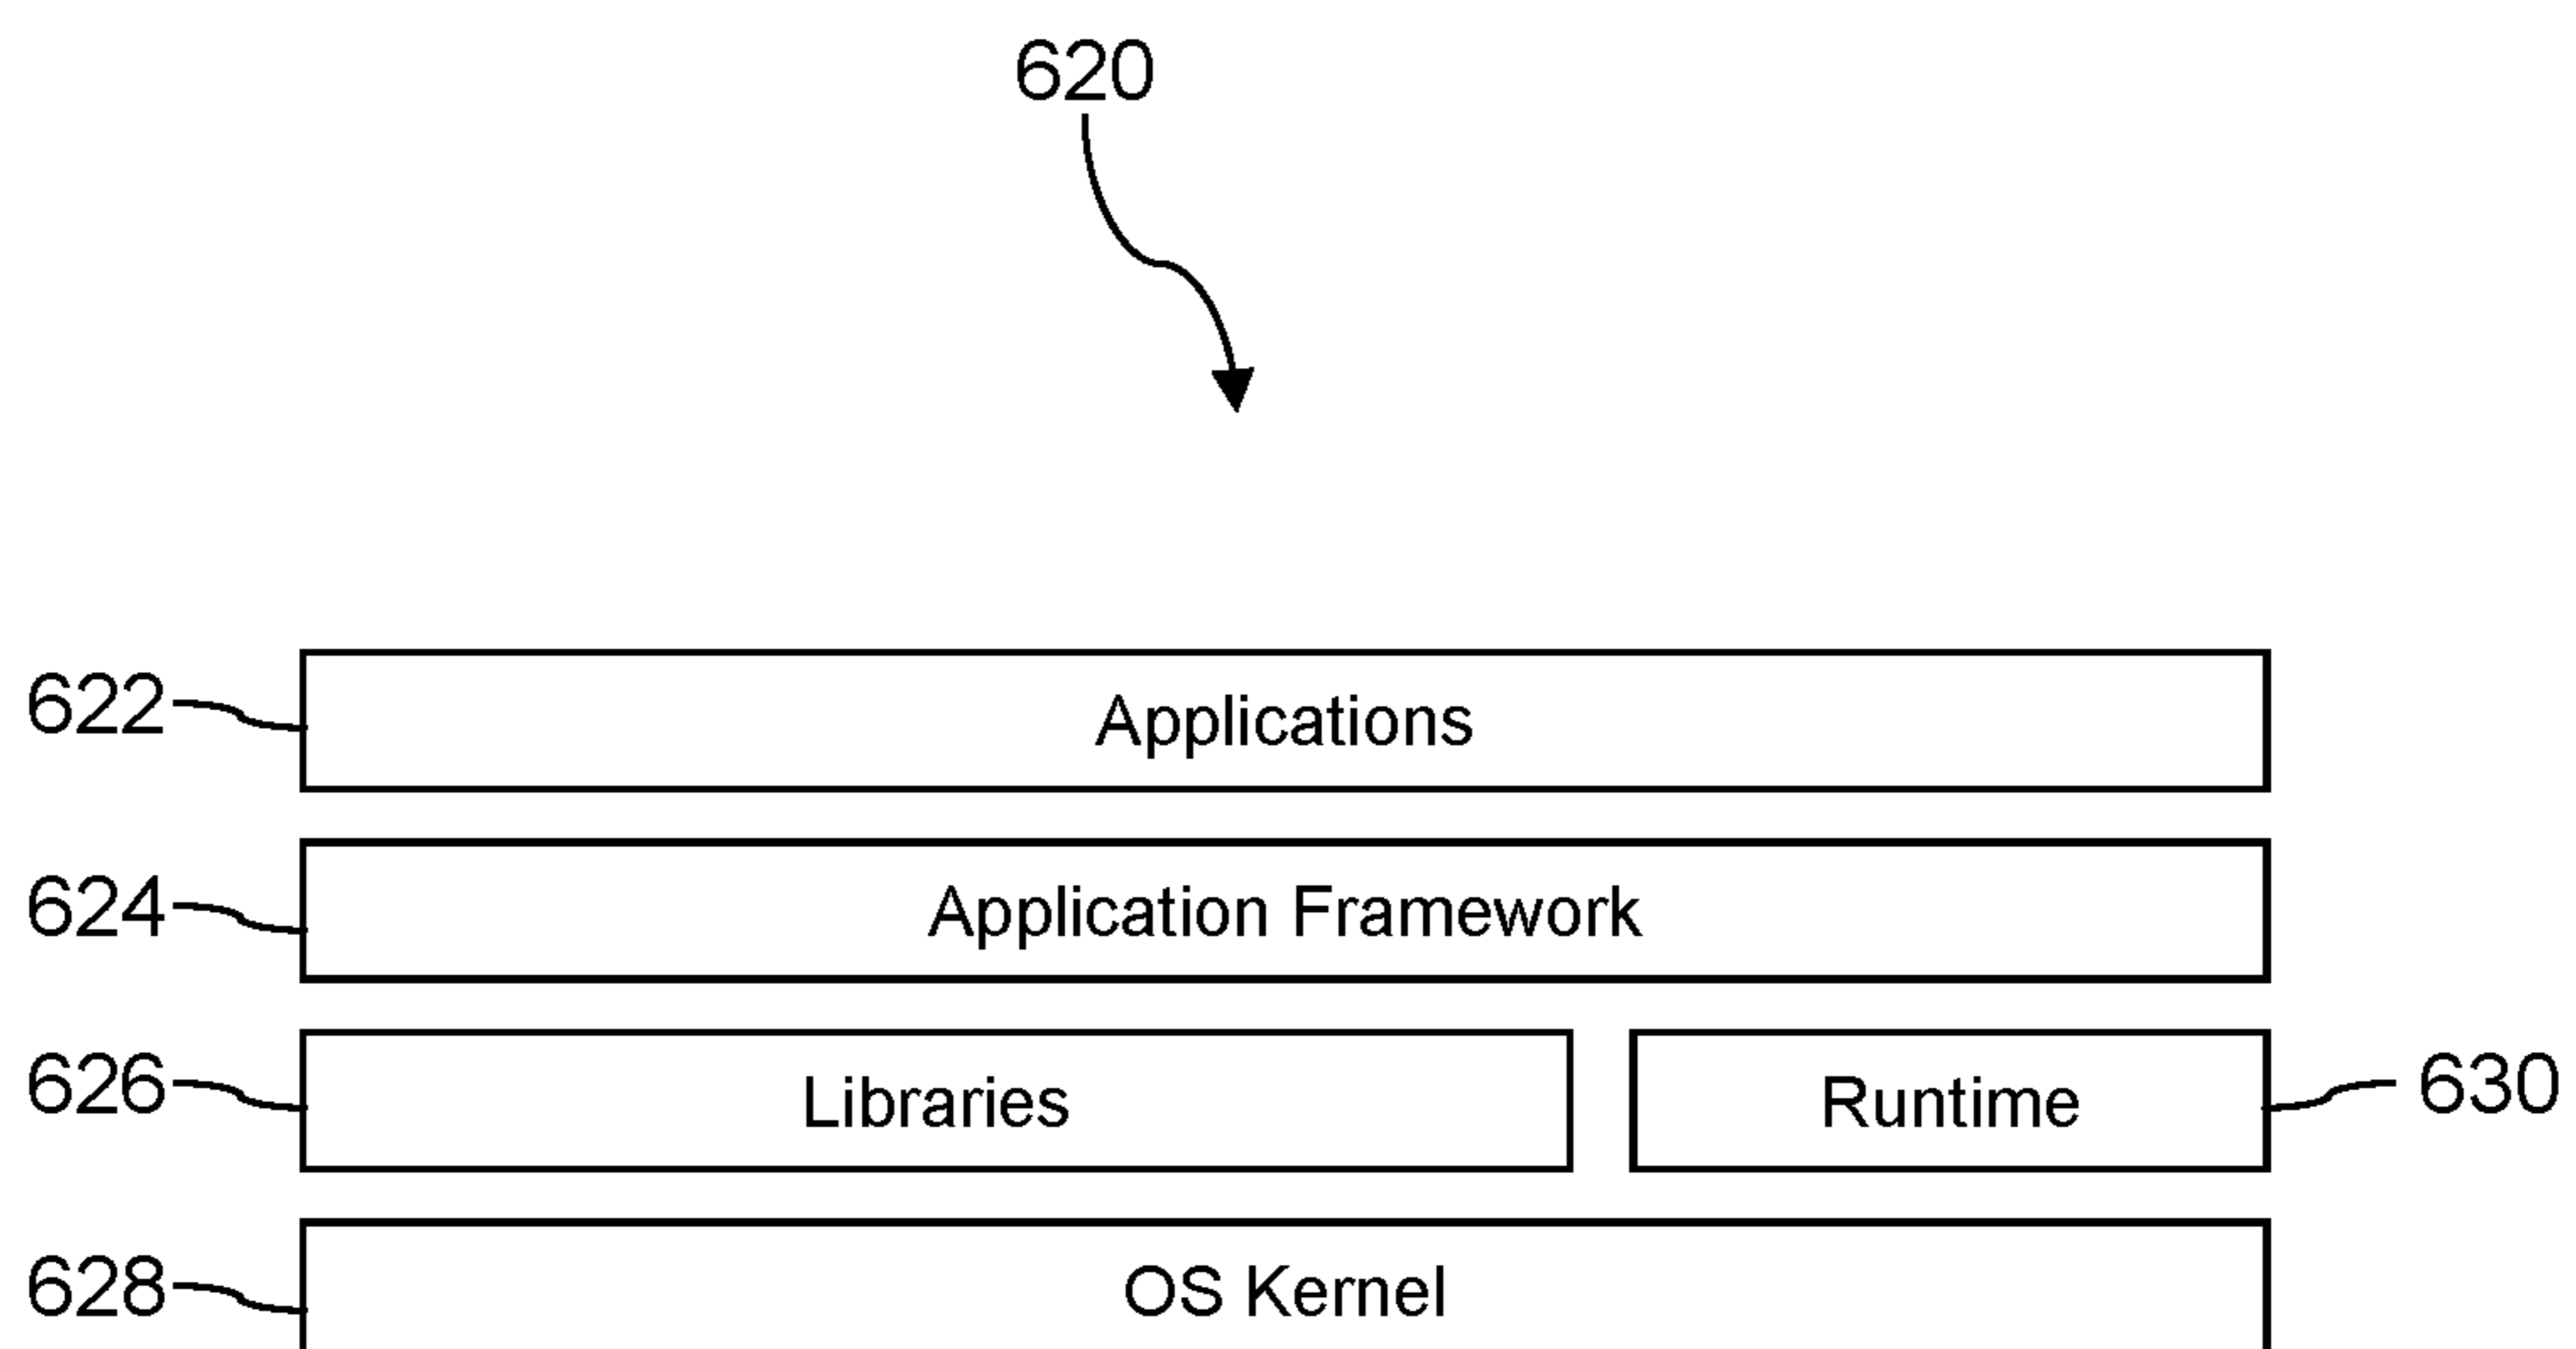 620
622 Applications
624 Application Framework
626 Libraries Runtime 630
628 OS Kernel